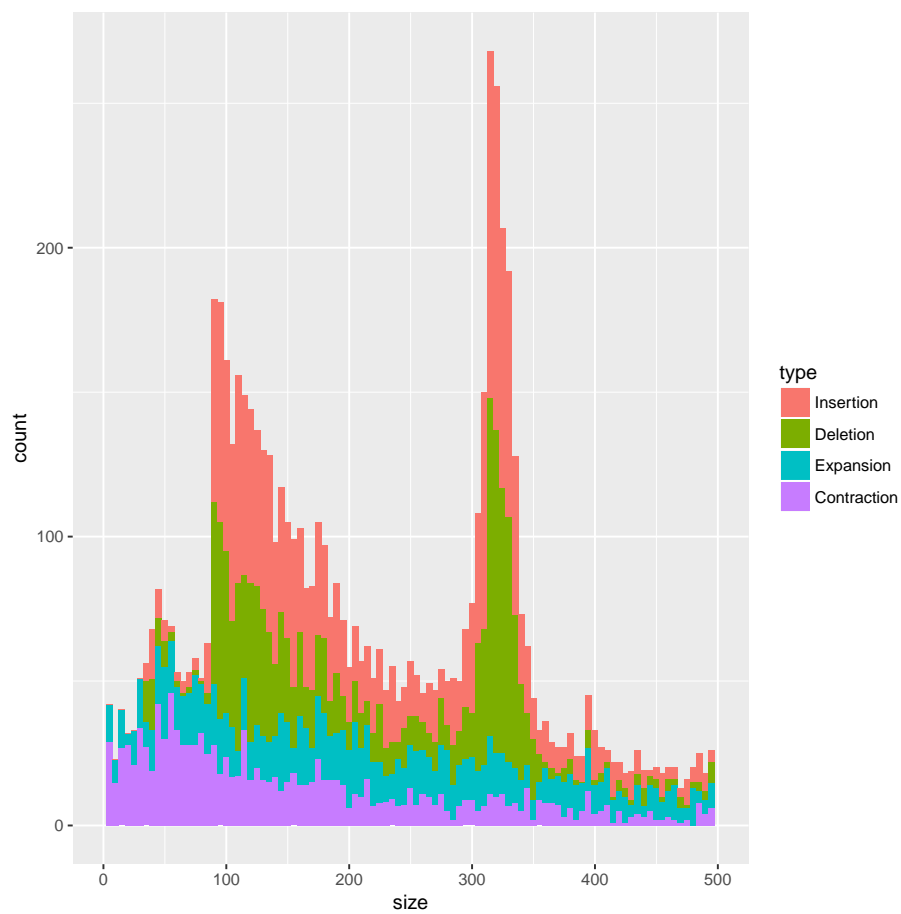 200
100
0
count
0
100
200
300
400
500
size
type
Insertion
Deletion
Expansion
Contraction